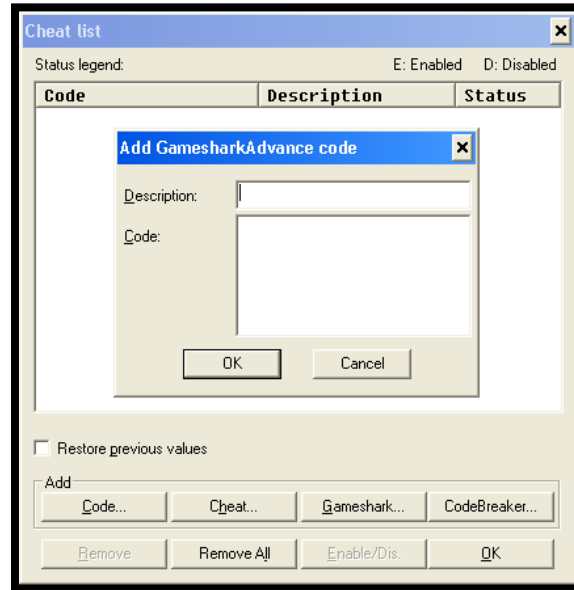 Cheat list
Status legend: E: Enabled D: Disabled
Code Description Status
Add GamesharkAdvance code
Description:
Code:
OK Cancel
Restore previous values
Add
Code... Cheat... Gameshark... CodeBreaker...
Remove Remove All Enable/Dis. OK